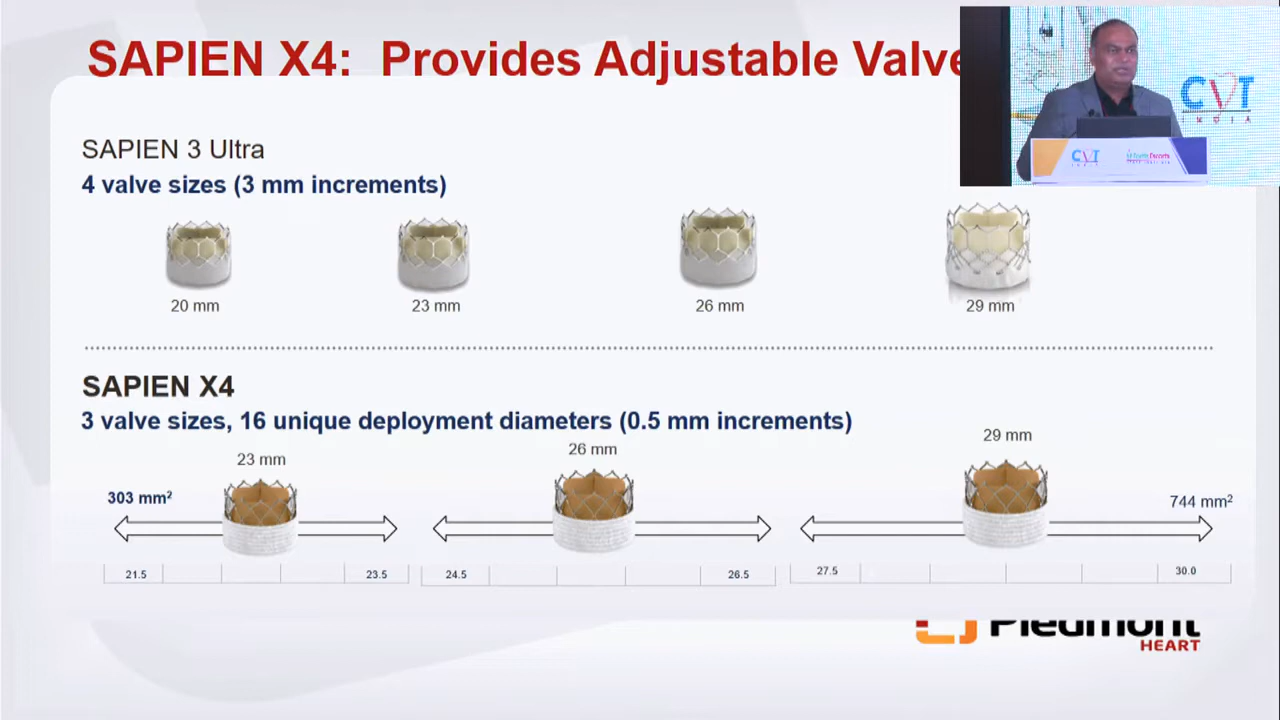 SAPIEN X4: Provides Adjustable Valve
SAPIEN 3 Ultra
4 valve sizes (3 mm increments)
20 mm
23 mm
26 mm
29 mm
SAPIEN X4
3 valve sizes, 16 unique deployment diameters (0.5 mm increments)
23 mm
26 mm
29 mm
303 mm²
744 mm²
21.5
23.5
24.5
26.5
27.5
30.0
Piedmont
HEART
CVI
INDIA
CVI
Fortis Escorts